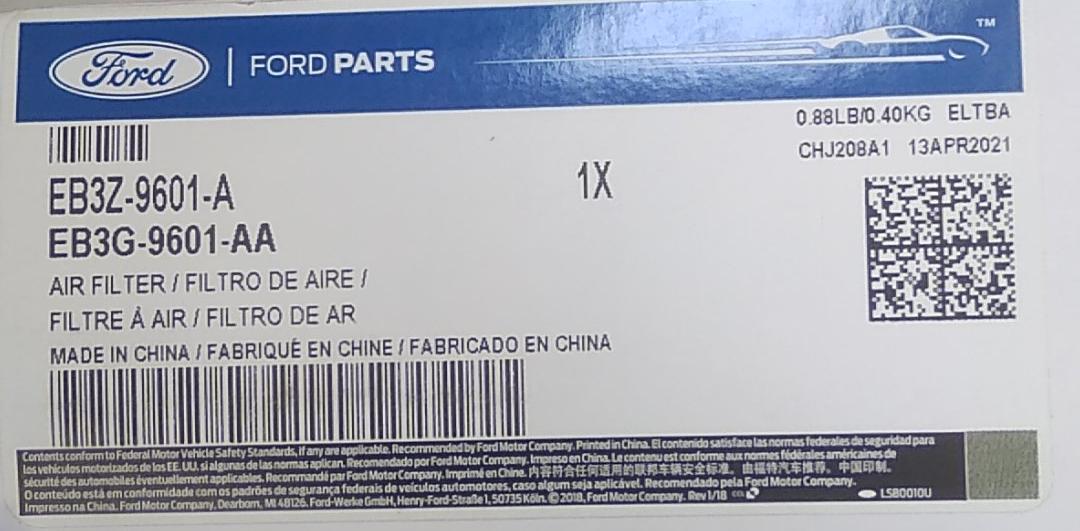 Ford | FORD PARTS TM
0.88LB/0.40KG ELTBA
CHJ208A1 13APR2021
EB3Z-9601-A
1X
EB3G-9601-AA
AIR FILTER / FILTRO DE AIRE /
FILTRE À AIR / FILTRO DE AR
MADE IN CHINA / FABRIQUÉ EN CHINE / FABRICADO EN CHINA
Contents conform to Federal Motor Vehicle Safety Standards, if any are applicable. Recommended by Ford Motor Company. Printed in China. El contenido satisface las normas federales de seguridad para
los vehículos motorizados de los EE. UU. si algunas de las normas aplican. Recomendado por Ford Motor Company. Impreso en China. Le contenu est conforme aux normes fédérales américaines de
sécurité des automobiles éventuellement applicables. Recommandé par Ford Motor Company. Imprimé en Chine. 内容符合任何适用的联邦车辆安全标准。由福特汽车推荐。中国印制。
O conteúdo está em conformidade com os padrões de segurança federais de veículos automotores, caso algum seja aplicável. Recomendado pela Ford Motor Company.
Impresso na China. Ford Motor Company, Dearborn, MI 48126. Ford-Werke GmbH, Henry-Ford-Straße 1, 50735 Köln. © 2018, Ford Motor Company. Rev 1/18
LSB0010U